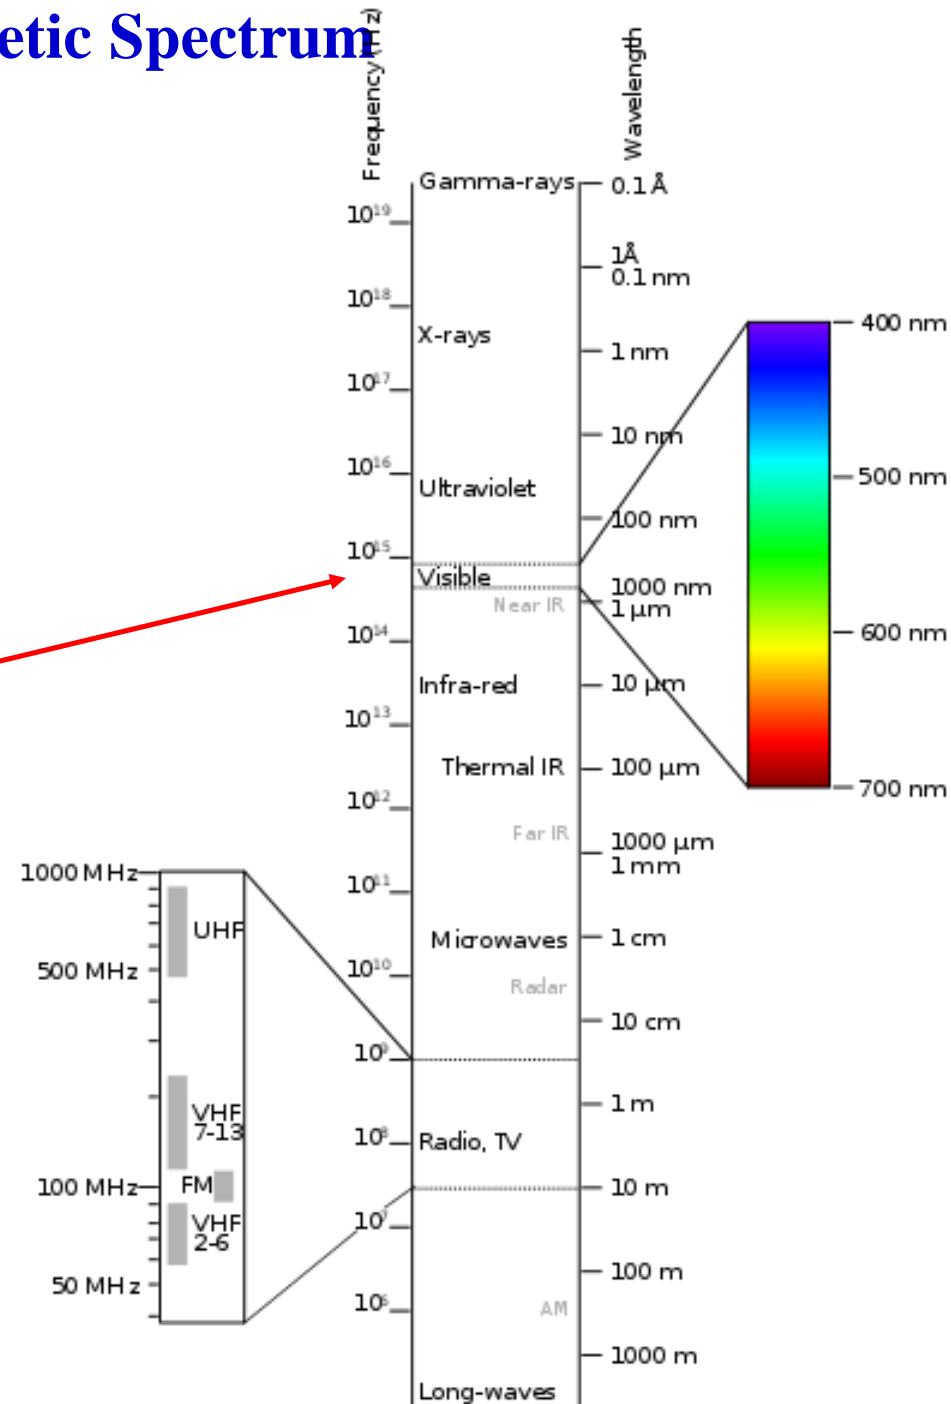 etic Spectrum
Frequency (Hz)
Wavelength
Gamma-rays
0.1 Å
10¹⁹
1Å
0.1 nm
10¹⁸
X-rays
1 nm
10¹⁷
10 nm
10¹⁶
Ultraviolet
100 nm
10¹⁵
Visible
1000 nm
Near IR
1 µm
10¹⁴
Infra-red
10 µm
10¹³
Thermal IR
100 µm
10¹²
Far IR
1000 µm
1 mm
10¹¹
Microwaves
1 cm
10¹⁰
Radar
10 cm
10⁹
1 m
10⁸
Radio, TV
10 m
10⁷
100 m
10⁶
AM
1000 m
Long-waves
400 nm
500 nm
600 nm
700 nm
1000 MHz
UHF
500 MHz
VHF
7-13
100 MHz
FM
VHF
2-6
50 MHz